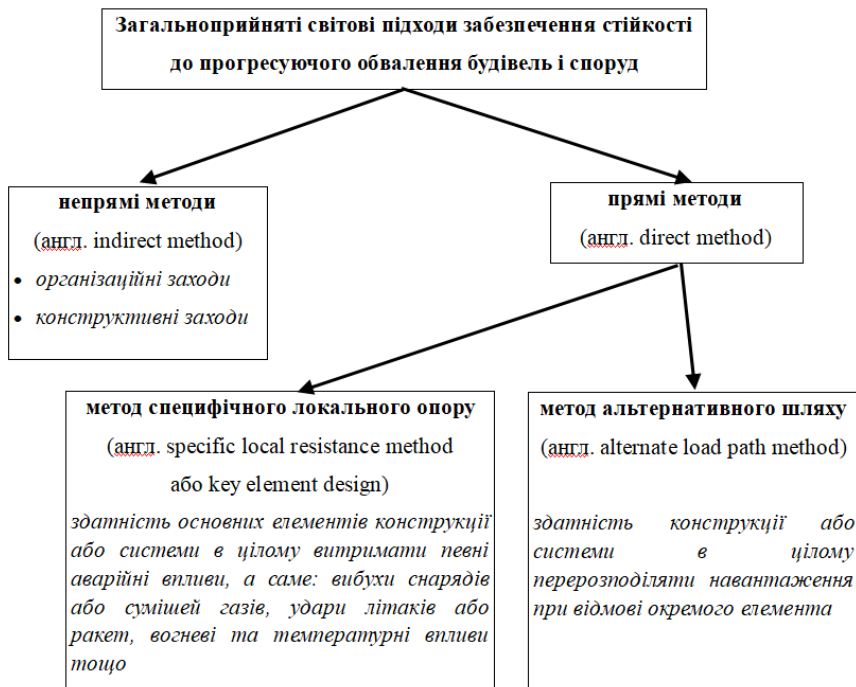 Загальноприйняті світові підходи забезпечення стійкості
до прогресуючого обвалення будівель і споруд
непрямі методи
(англ. indirect method)
• організаційні заходи
• конструктивні заходи
прямі методи
(англ. direct method)
метод специфічного локального опору
(англ. specific local resistance method
або key element design)
здатність основних елементів конструкції
або системи в цілому витримати певні
аварійні впливи, а саме: вибухи снарядів
або сумішей газів, удари літаків або
ракет, вогневі та температурні впливи
тощо
метод альтернативного шляху
(англ. alternate load path method)
здатність конструкції або
системи в цілому
перерозподіляти навантаження
при відмові окремого елемента